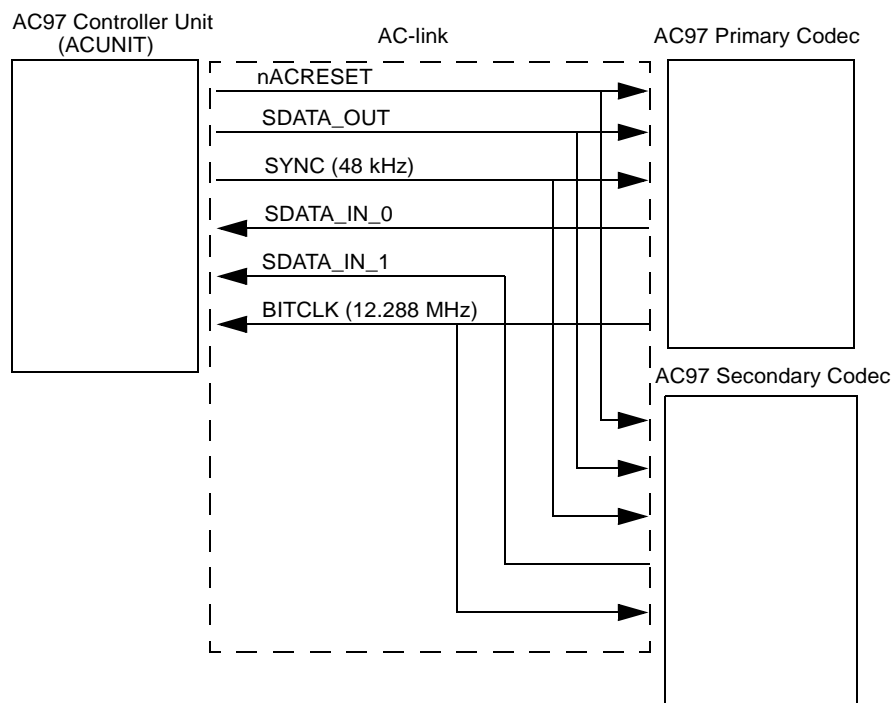 AC97 Controller Unit
(ACUNIT)
AC-link
AC97 Primary Codec
nACRESET
SDATA_OUT
SYNC (48 kHz)
SDATA_IN_0
SDATA_IN_1
BITCLK (12.288 MHz)
AC97 Secondary Codec